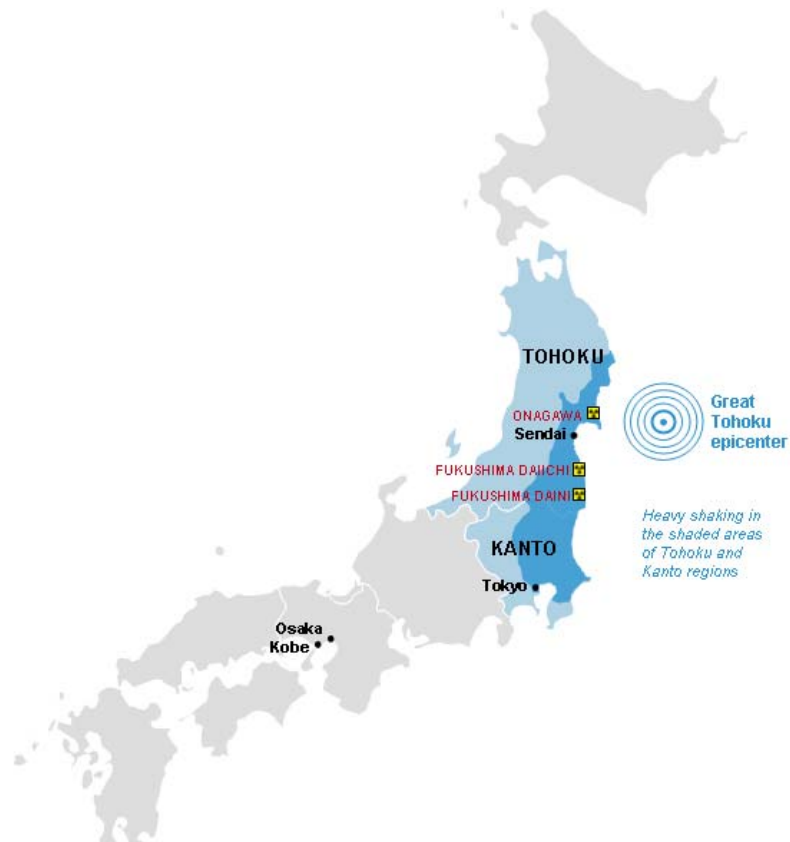 TOHOKU
ONAGAWA
Sendai
Great
Tohoku
epicenter
FUKUSHIMA DAIICHI
FUKUSHIMA DAINI
Heavy shaking in
the shaded areas
of Tohoku and
Kanto regions
KANTO
Tokyo
Osaka
Kobe